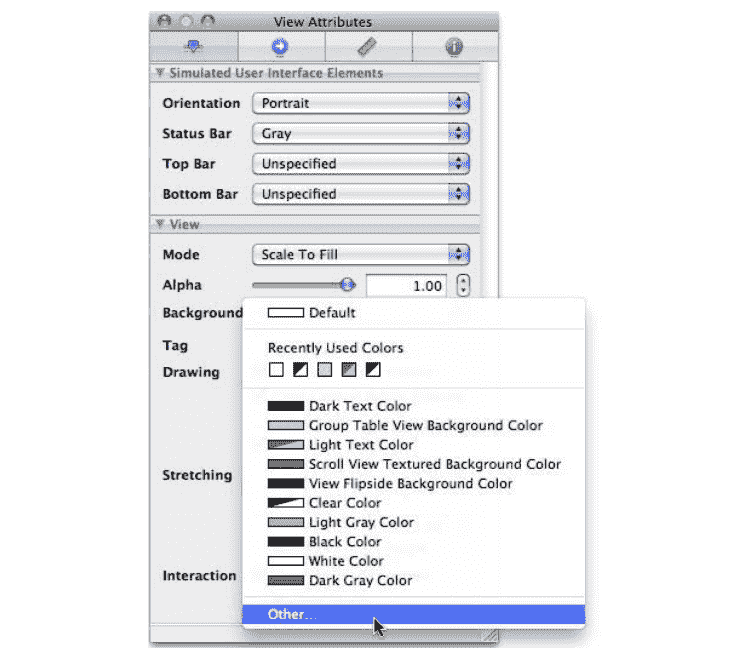 View Attributes
Simulated User Interface Elements
Orientation Portrait
Status Bar Gray
Top Bar Unspecified
Bottom Bar Unspecified
View
Mode Scale To Fill
Alpha 1.00
Background Default
Tag Recently Used Colors
Drawing
Dark Text Color
Group Table View Background Color
Light Text Color
Scroll View Textured Background Color
Stretching
View Flipside Background Color
Clear Color
Light Gray Color
Black Color
White Color
Interaction Dark Gray Color
Other...